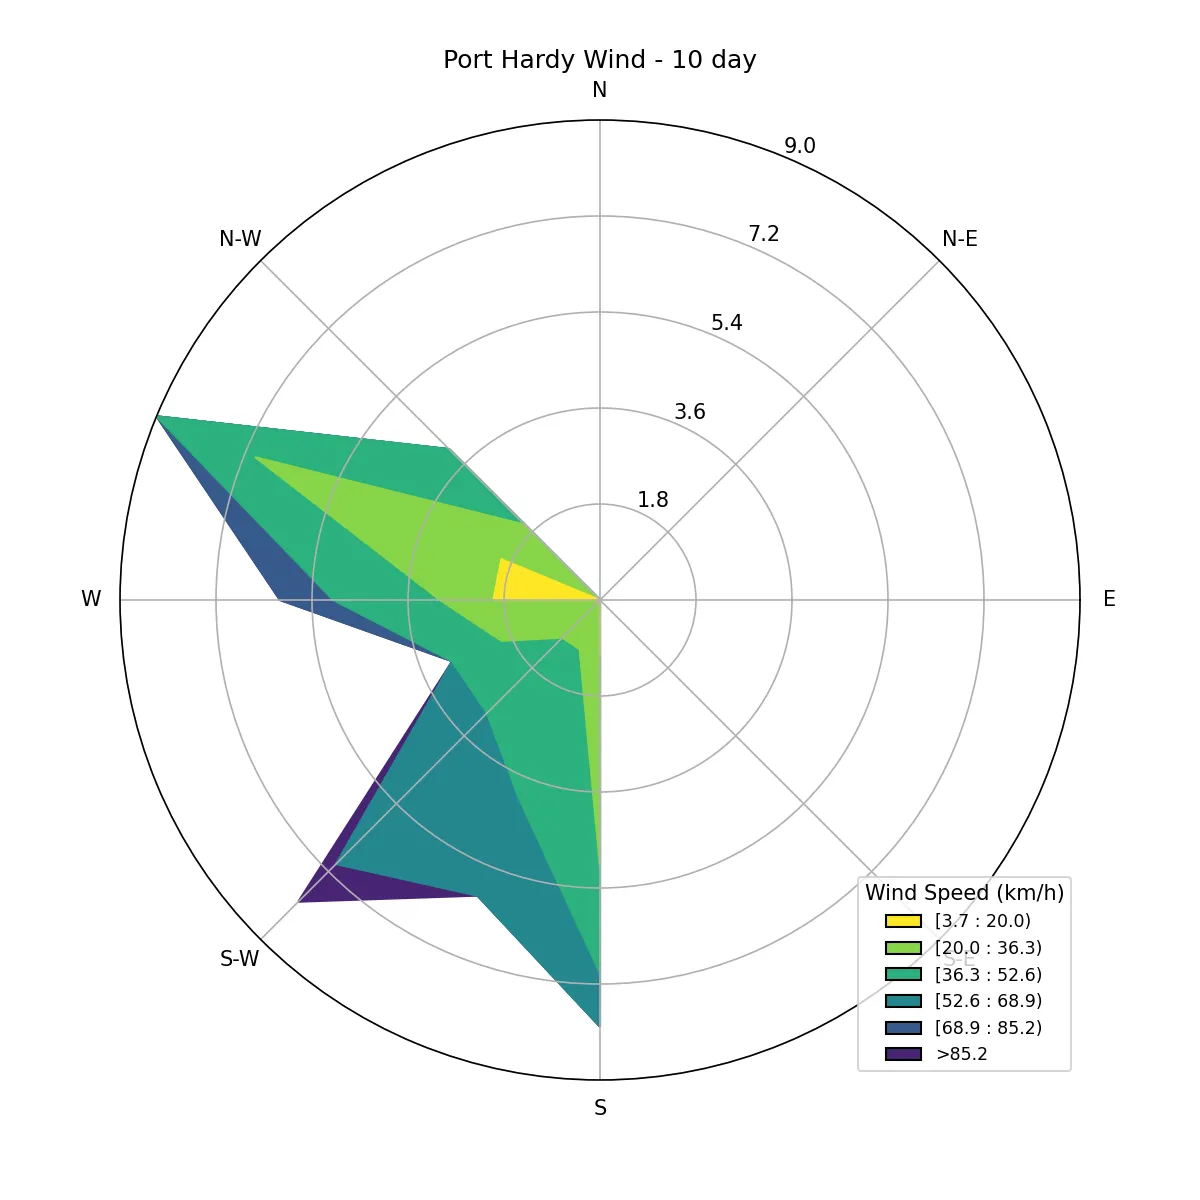 Port Hardy Wind - 10 day
N
9.0
N-W
N-E
7.2
5.4
3.6
1.8
W
E
Wind Speed (km/h)
[3.7 : 20.0)
[20.0 : 36.3)
S-W
S-E
[36.3 : 52.6)
[52.6 : 68.9)
[68.9 : 85.2)
>85.2
S